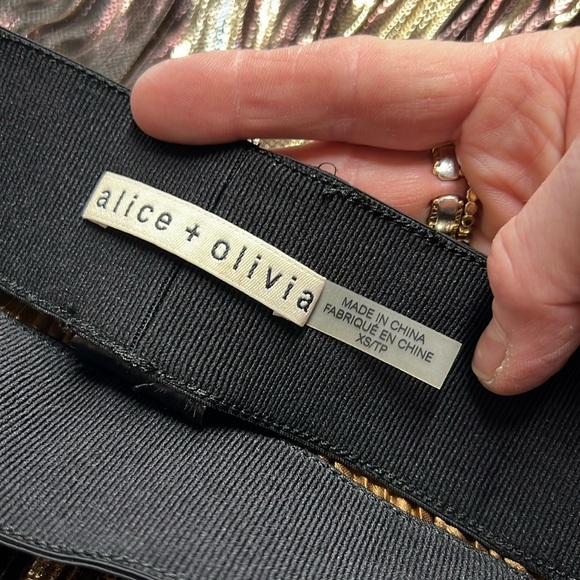 alice + olivia
MADE IN CHINA
FABRIQUÉ EN CHINE
XS/TP